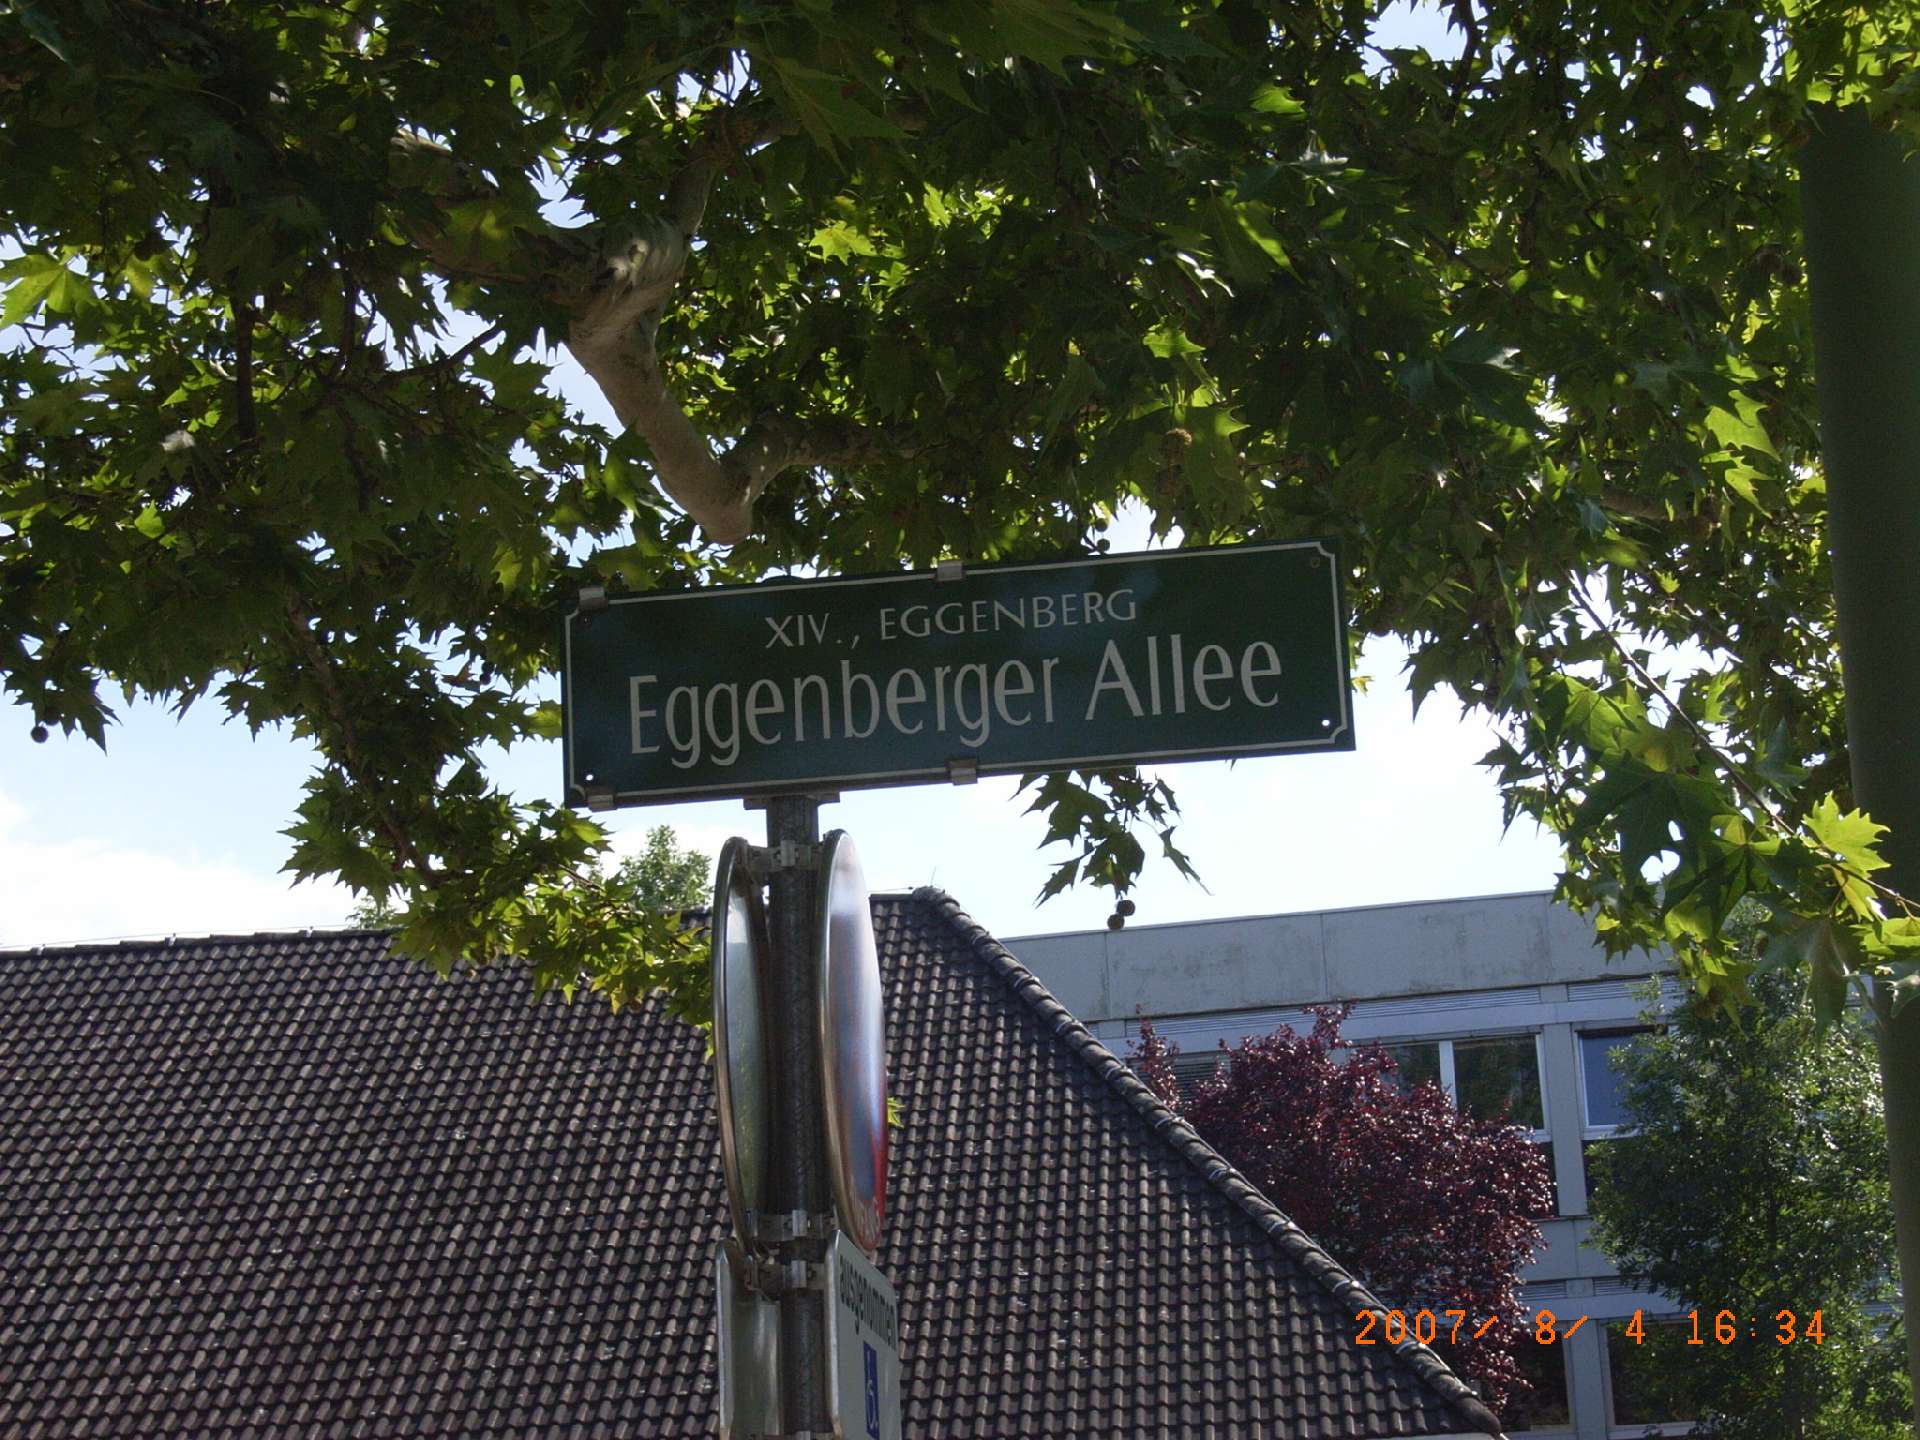 XIV., EGGENBERG
Eggenberger Allee
ausgenommen
2007/ 8/ 4 16:34